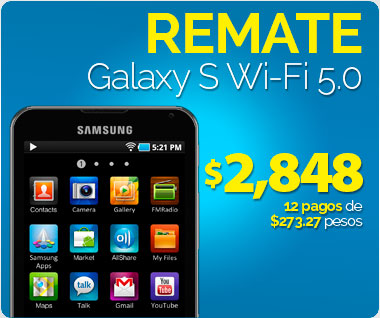 REMATE
Galaxy S Wi-Fi 5.0
SAMSUNG
5:21 PM
1
Contacts Camera Gallery FMRadio
Samsung Apps Market AllShare My Files
talk You Tube
Maps Talk Gmail YouTube
$2,848
12 pagos de
$273.27 pesos